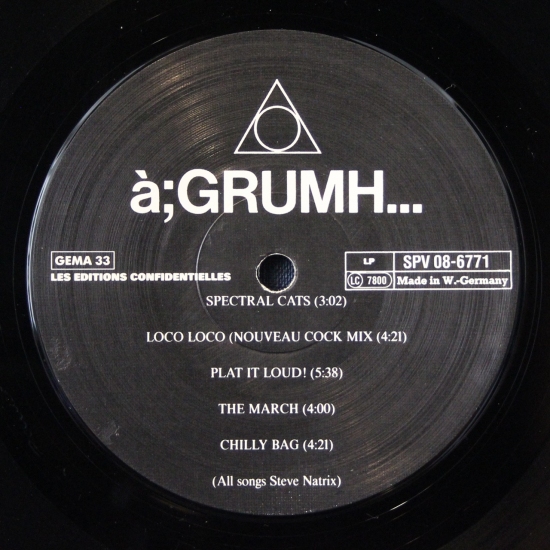 à;GRUMH...
GEMA 33
LES EDITIONS CONFIDENTIELLES
LP SPV 08-6771
LC 7800 Made in W.-Germany
SPECTRAL CATS (3:02)
LOCO LOCO (NOUVEAU COCK MIX (4:21)
PLAT IT LOUD! (5:38)
THE MARCH (4:00)
CHILLY BAG (4:21)
(All songs Steve Natrix)